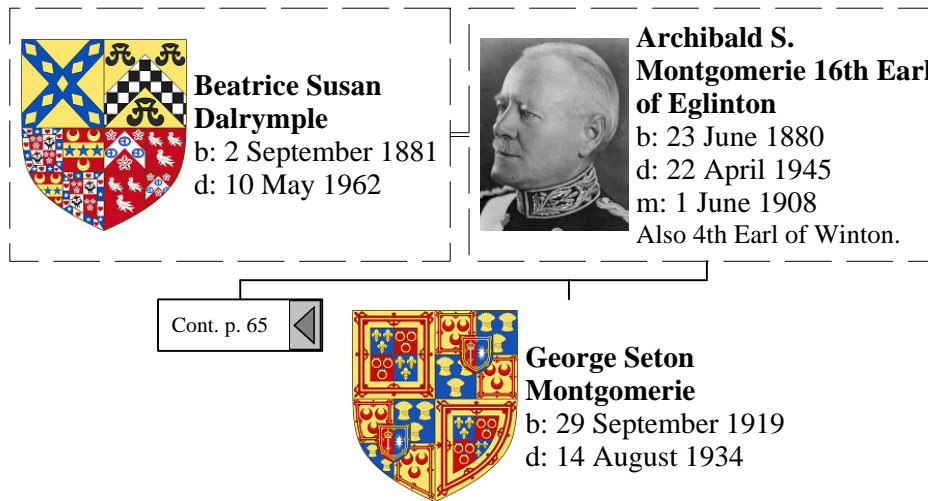 Beatrice Susan
Dalrymple
b: 2 September 1881
d: 10 May 1962
Archibald S.
Montgomerie 16th Earl
of Eglinton
b: 23 June 1880
d: 22 April 1945
m: 1 June 1908
Also 4th Earl of Winton.
Cont. p. 65
George Seton
Montgomerie
b: 29 September 1919
d: 14 August 1934